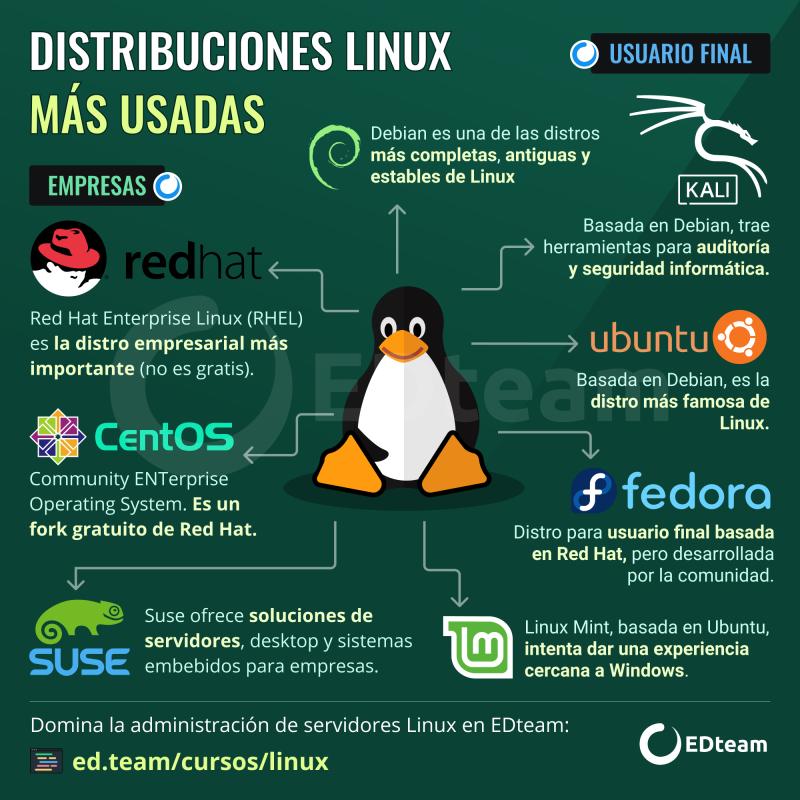 DISTRIBUCIONES LINUX
MÁS USADAS
USUARIO FINAL
EMPRESAS
Debian es una de las distros
más completas, antiguas y
estables de Linux
KALI
Basada en Debian, trae
herramientas para auditoría
y seguridad informática.
redhat
Red Hat Enterprise Linux (RHEL)
es la distro empresarial más
importante (no es gratis).
ubuntu
Basada en Debian, es la
distro más famosa de
Linux.
CentOS
Community ENTerprise
Operating System. Es un
fork gratuito de Red Hat.
fedora
Distro para usuario final basada
en Red Hat, pero desarrollada
por la comunidad.
SUSE
Suse ofrece soluciones de
servidores, desktop y sistemas
embebidos para empresas.
Linux Mint, basada en Ubuntu,
intenta dar una experiencia
cercana a Windows.
EDteam
Domina la administración de servidores Linux en EDteam:
ed.team/cursos/linux
EDteam